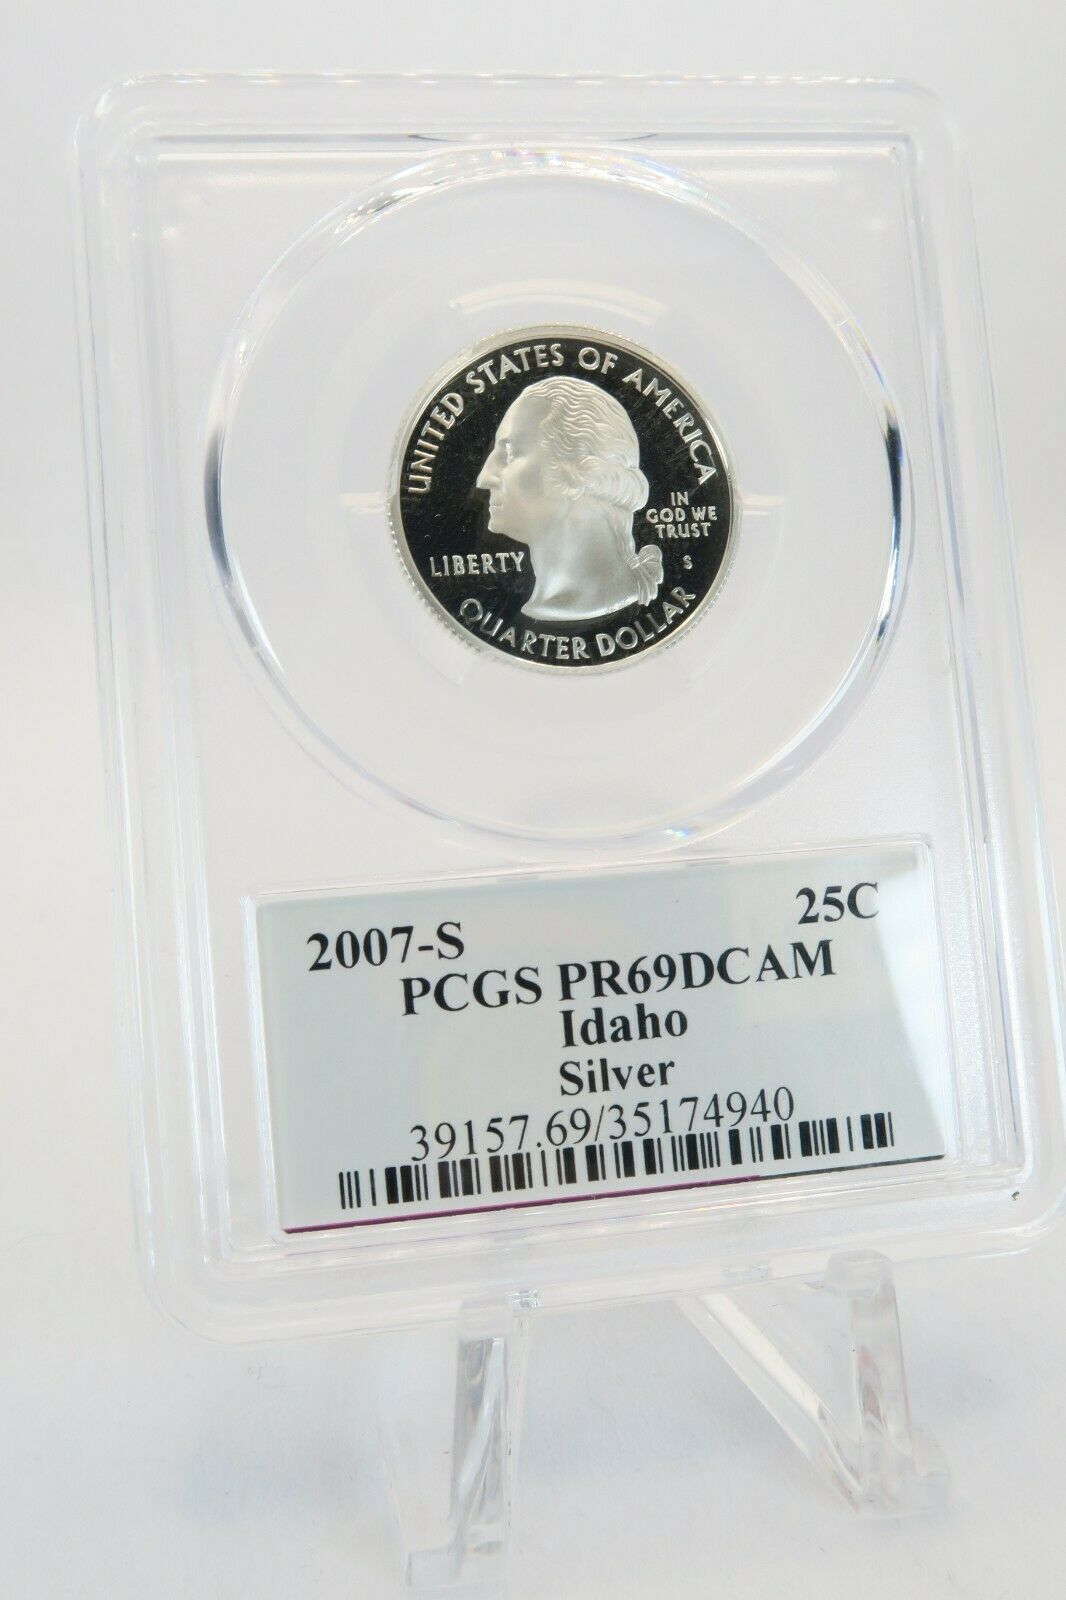 UNITED STATES OF AMERICA
IN
GOD WE
TRUST
LIBERTY
S
QUARTER DOLLAR
2007-S 25C
PCGS PR69DCAM
Idaho
Silver
39157.69/35174940